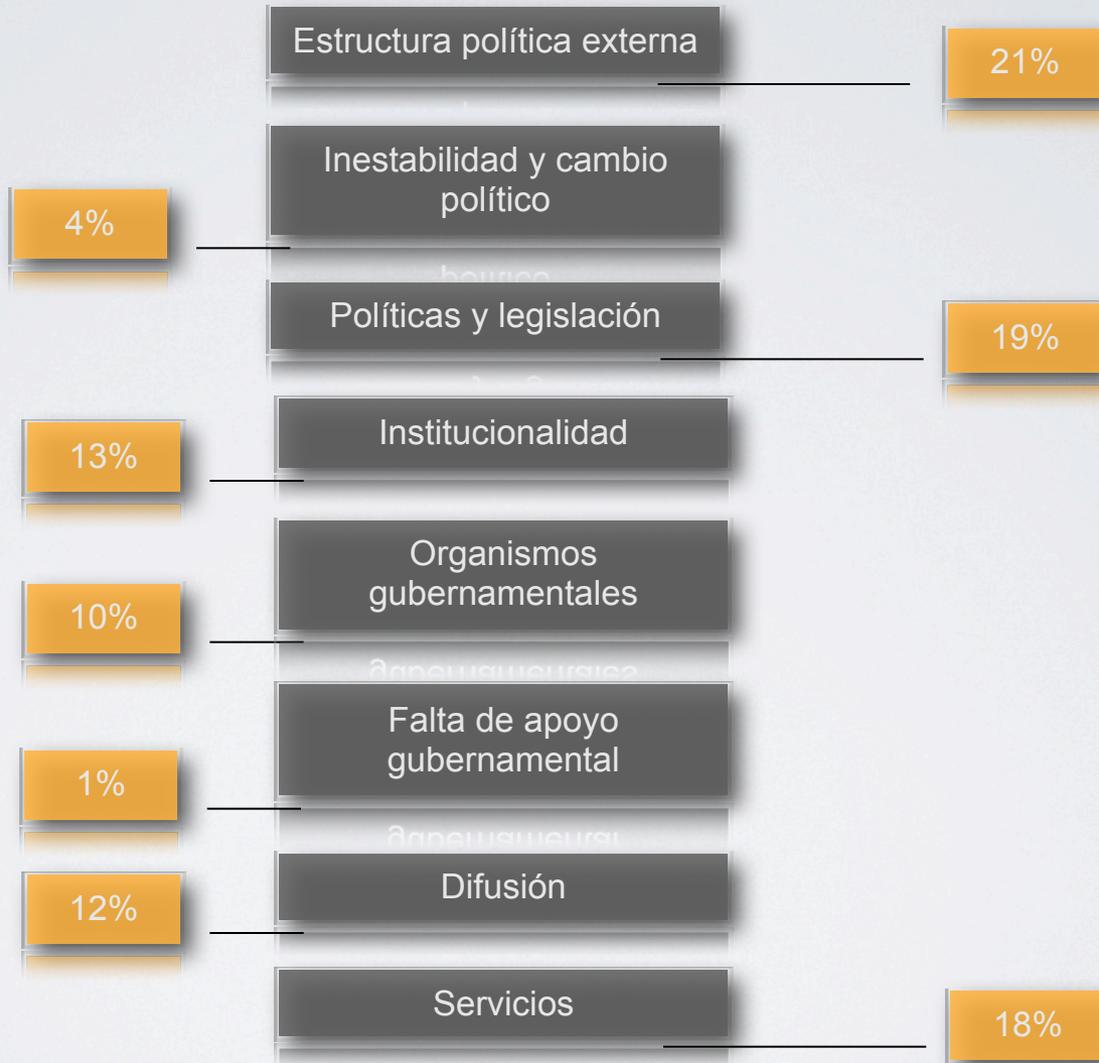 Estructura política externa
21%
Inestabilidad y cambio
político
4%
Políticas y legislación
19%
Institucionalidad
13%
Organismos
gubernamentales
10%
Falta de apoyo
gubernamental
1%
Difusión
12%
Servicios
18%